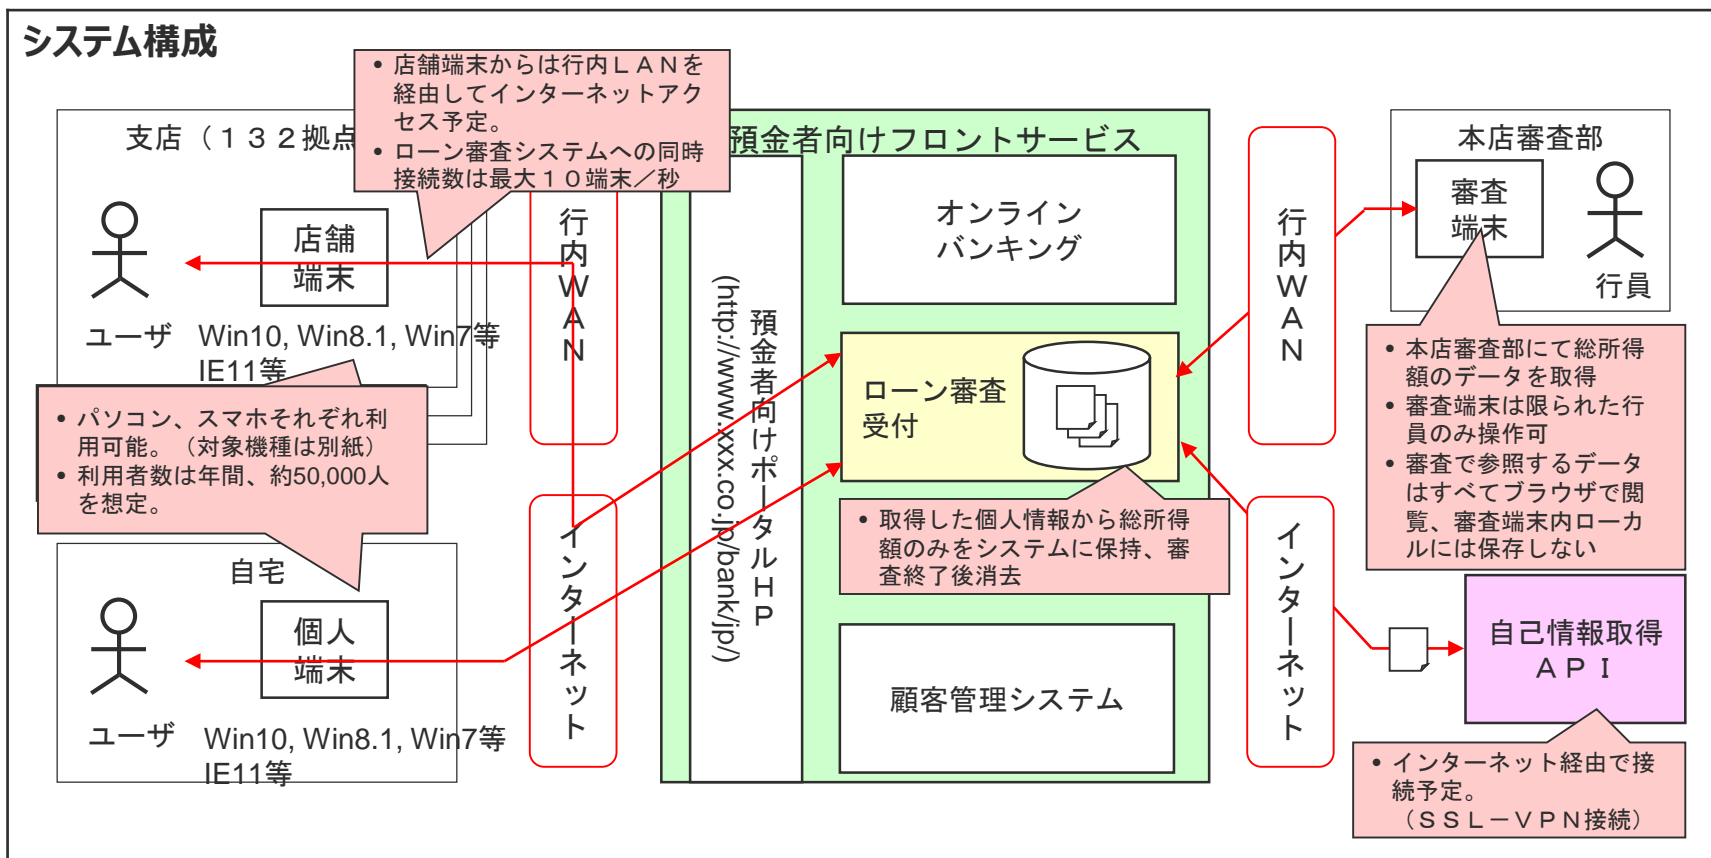 システム構成
• 店舗端末からは行内ＬＡＮを
経由してインターネットアク
セス予定。
• ローン審査システムへの同時
接続数は最大１０端末／秒
支店（１３２拠点
店舗
端末
ユーザ
Win10, Win8.1, Win7等
IE11等
• パソコン、スマホそれぞれ利
用可能。（対象機種は別紙）
• 利用者数は年間、約50,000人
を想定。
自宅
個人
端末
ユーザ
Win10, Win8.1, Win7等
IE11等
行内ＷＡＮ
インターネット
預金者向けフロントサービス
預金者向けポータルＨＰ
(http://www.xxx.co.jp/bank/jp/)
オンライン
バンキング
ローン審査
受付
• 取得した個人情報から総所得
額のみをシステムに保持、審
査終了後消去
顧客管理システム
行内ＷＡＮ
インターネット
本店審査部
審査
端末
行員
• 本店審査部にて総所得
額のデータを取得
• 審査端末は限られた行
員のみ操作可
• 審査で参照するデータ
はすべてブラウザで閲
覧、審査端末内ローカ
ルには保存しない
自己情報取得
ＡＰＩ
• インターネット経由で接
続予定。
（ＳＳＬ－ＶＰＮ接続）